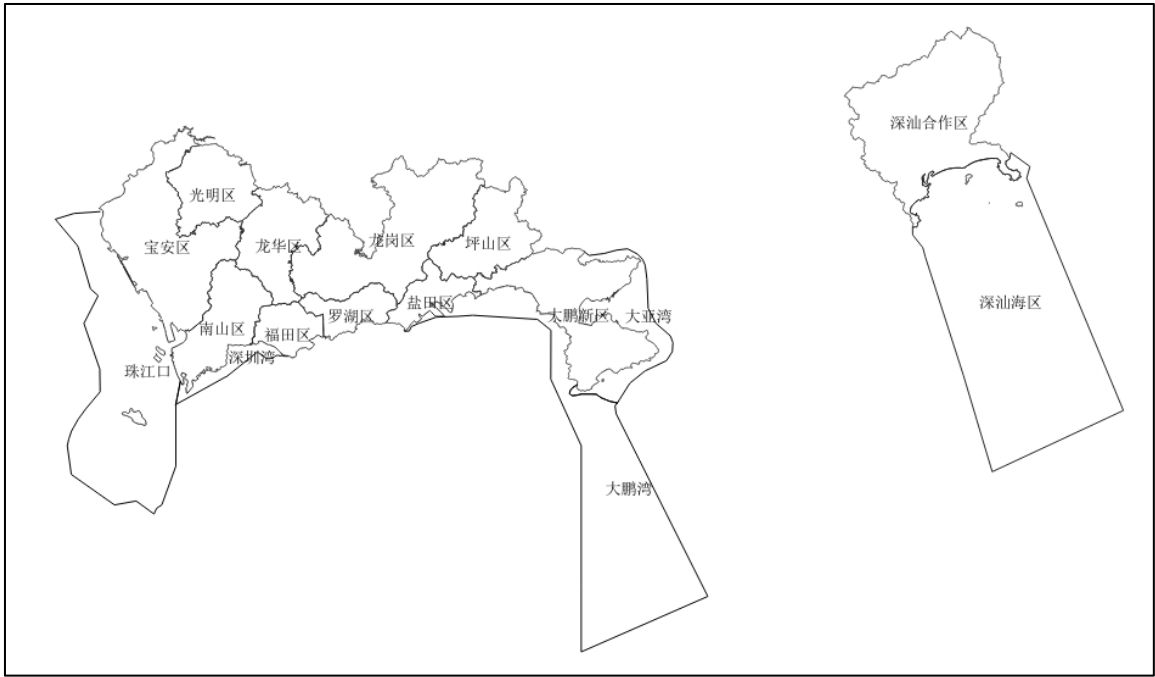 深汕合作区
光明区
宝安区
龙华区
龙岗区
坪山区
盐田区
深汕海区
南山区
福田区
罗湖区
大鹏新区
大亚湾
深圳湾
珠江口
大鹏湾